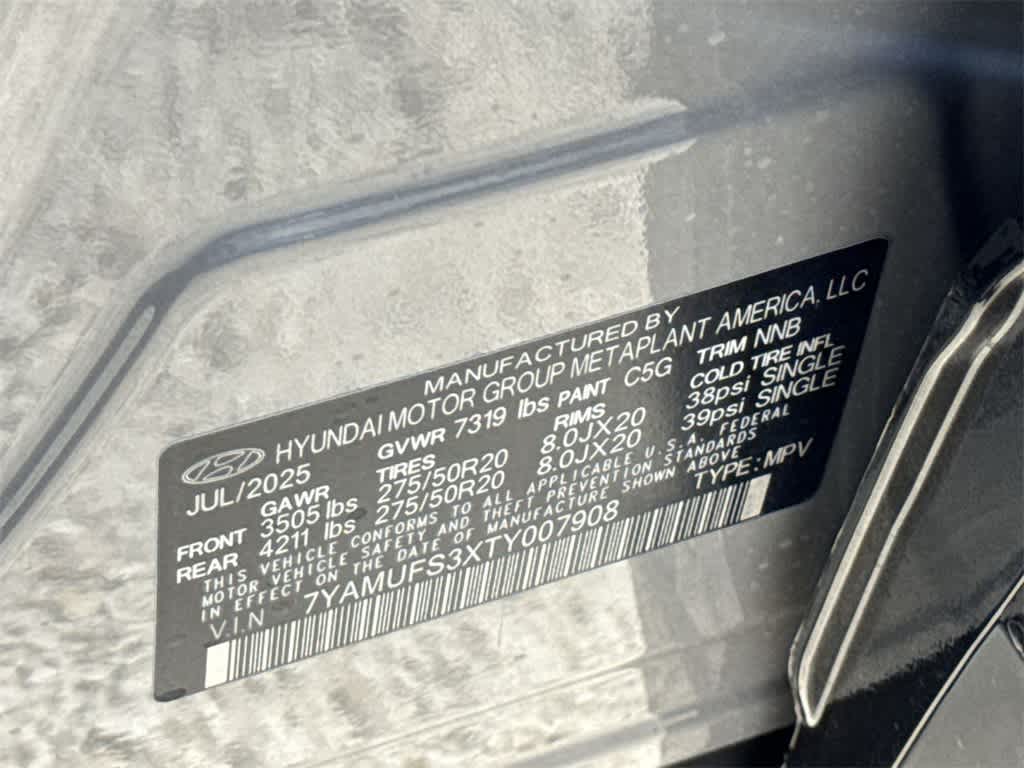 MANUFACTURED BY
HYUNDAI MOTOR GROUP METAPLANT AMERICA, LLC
JUL/2025 GVWR 7319 lbs PAINT C5G TRIM NNB
GAWR TIRES RIMS COLD TIRE INFL
FRONT 3505 lbs 275/50R20 8.0JX20 38psi SINGLE
REAR 4211 lbs 275/50R20 8.0JX20 39psi SINGLE
THIS VEHICLE CONFORMS TO ALL APPLICABLE U.S.A. FEDERAL
MOTOR VEHICLE SAFETY AND THEFT PREVENTION STANDARDS
IN EFFECT ON THE DATE OF MANUFACTURE SHOWN ABOVE
V.I.N 7YAMUFS3XTY007908 TYPE:MPV